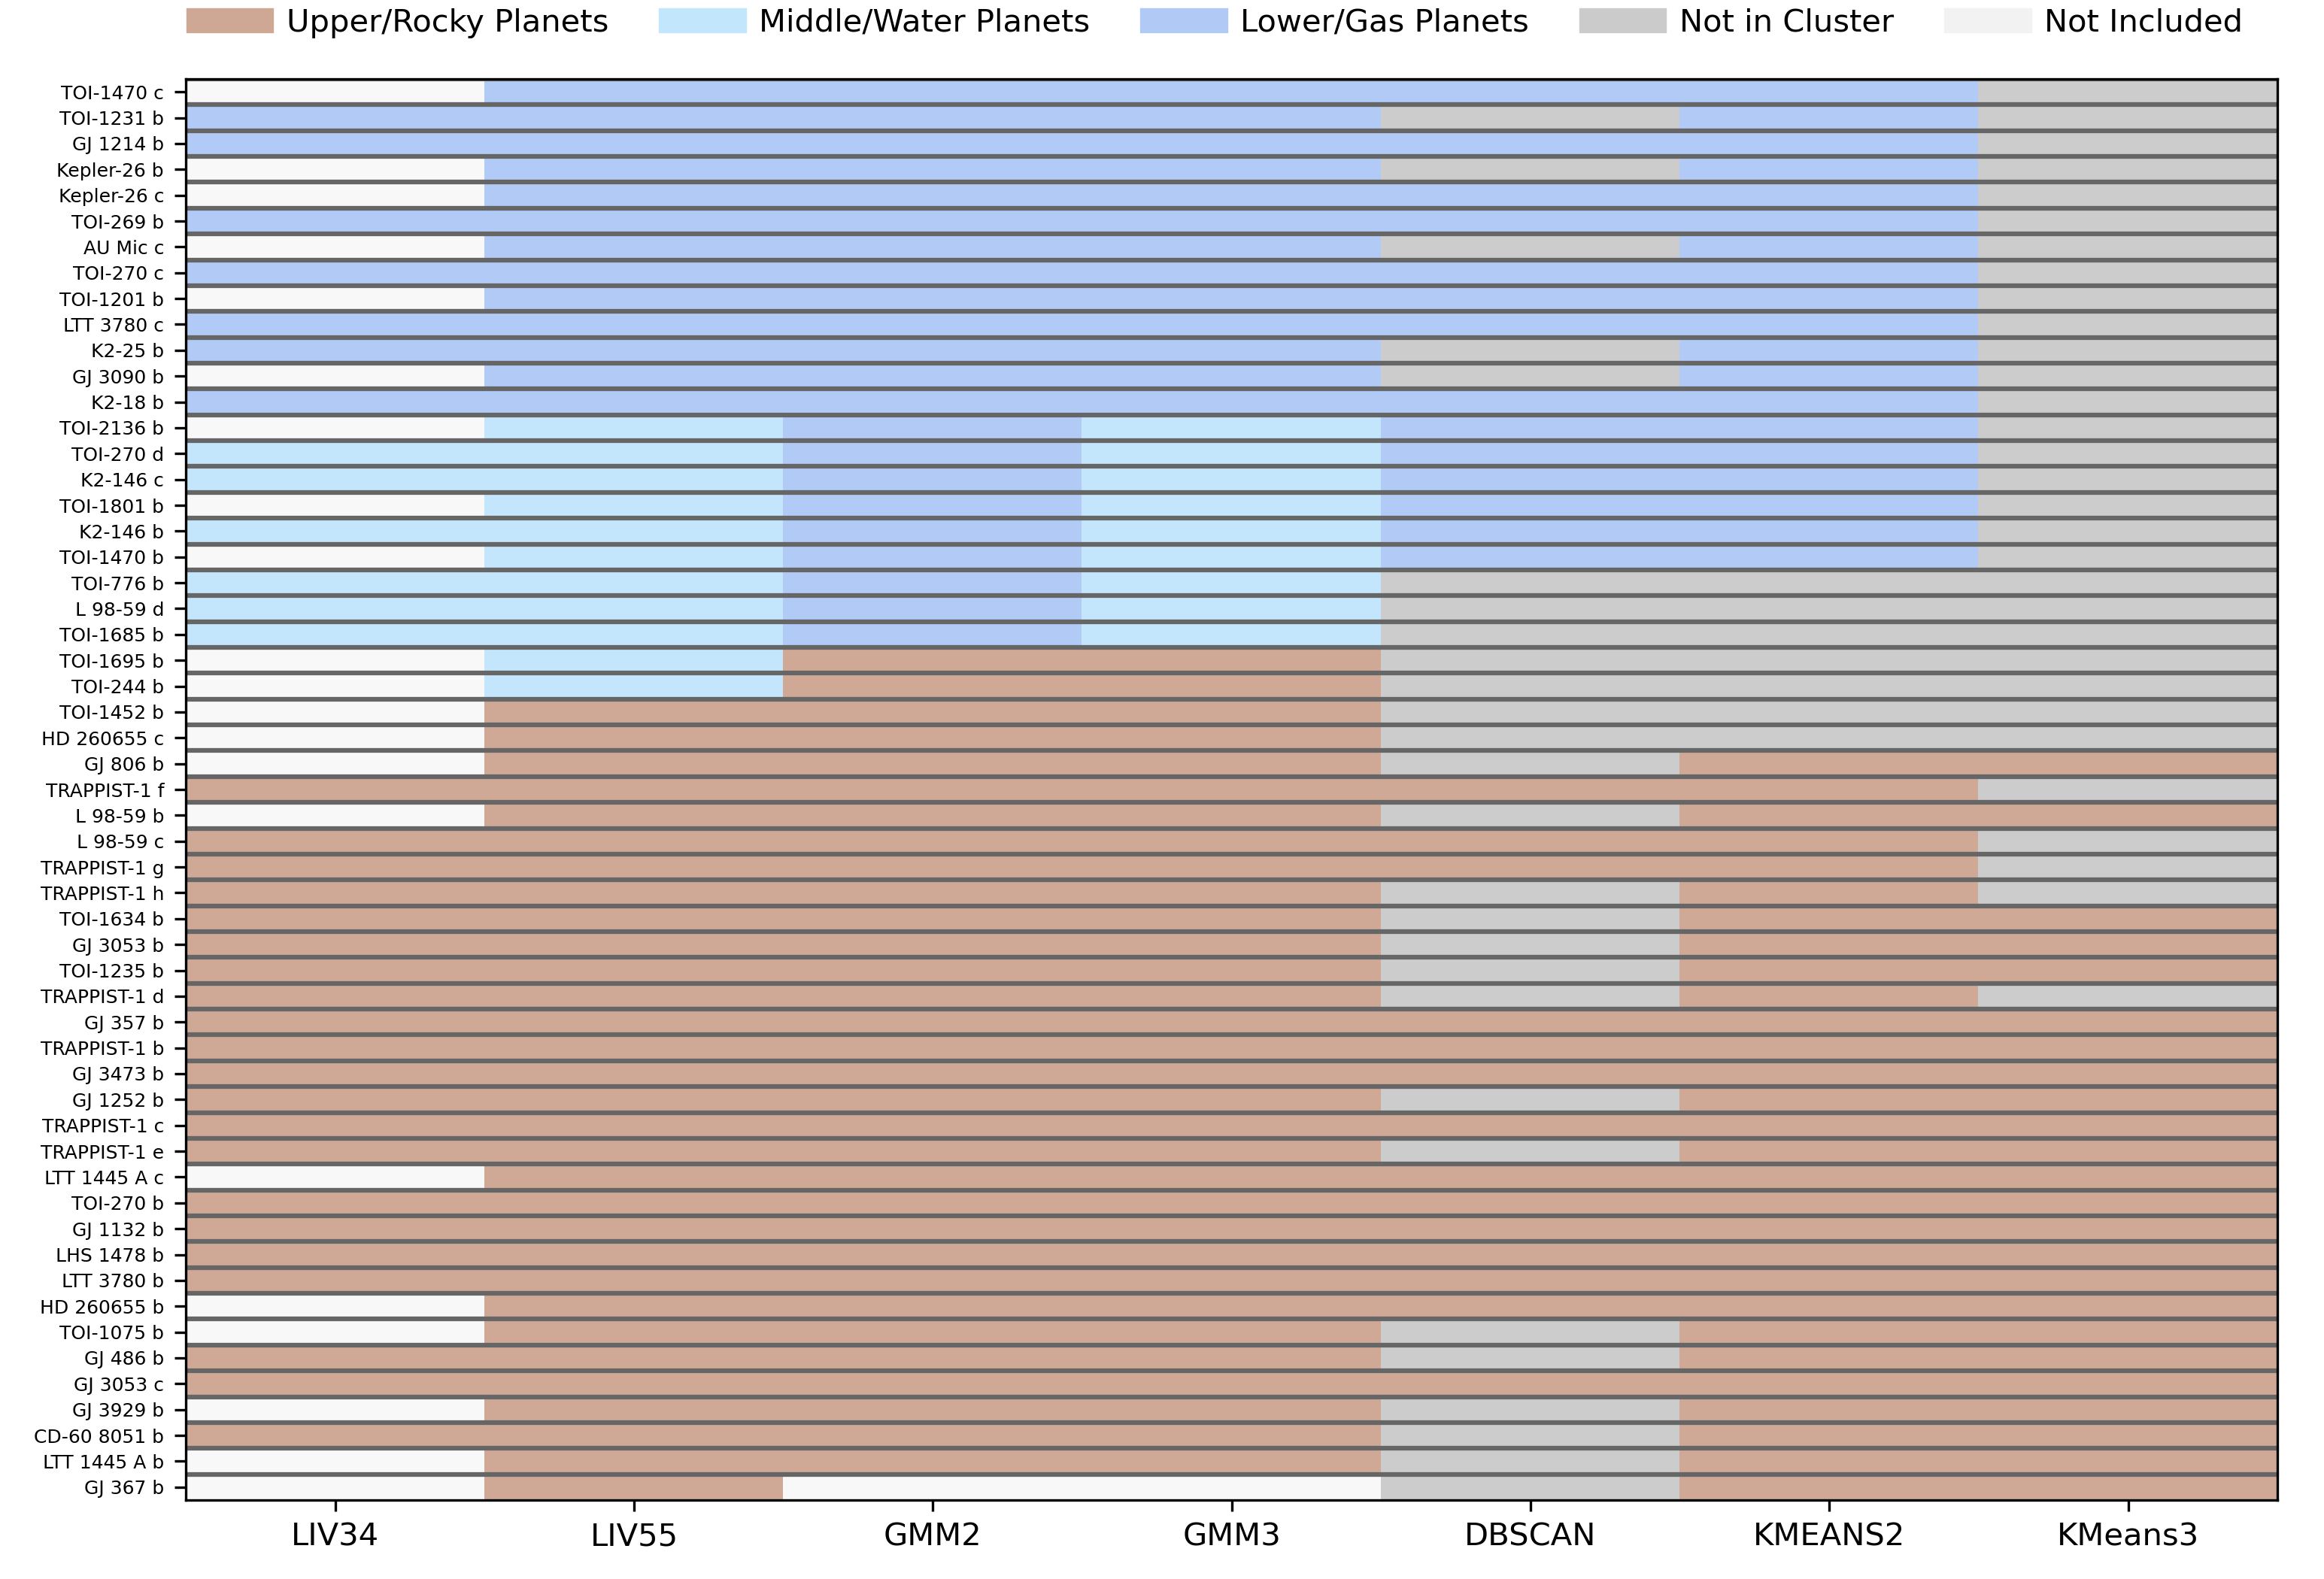 Upper/Rocky Planets Middle/Water Planets Lower/Gas Planets Not in Cluster Not Included
TOI-1470 c
TOI-1231 b
GJ 1214 b
Kepler-26 b
Kepler-26 c
TOI-269 b
AU Mic c
TOI-270 c
TOI-1201 b
LTT 3780 c
K2-25 b
GJ 3090 b
K2-18 b
TOI-2136 b
TOI-270 d
K2-146 c
TOI-1801 b
K2-146 b
TOI-1470 b
TOI-776 b
L 98-59 d
TOI-1685 b
TOI-1695 b
TOI-244 b
TOI-1452 b
HD 260655 c
GJ 806 b
TRAPPIST-1 f
L 98-59 b
L 98-59 c
TRAPPIST-1 g
TRAPPIST-1 h
TOI-1634 b
GJ 3053 b
TOI-1235 b
TRAPPIST-1 d
GJ 357 b
TRAPPIST-1 b
GJ 3473 b
GJ 1252 b
TRAPPIST-1 c
TRAPPIST-1 e
LTT 1445 A c
TOI-270 b
GJ 1132 b
LHS 1478 b
LTT 3780 b
HD 260655 b
TOI-1075 b
GJ 486 b
GJ 3053 c
GJ 3929 b
CD-60 8051 b
LTT 1445 A b
GJ 367 b
LIV34 LIV55 GMM2 GMM3 DBSCAN KMEANS2 KMeans3